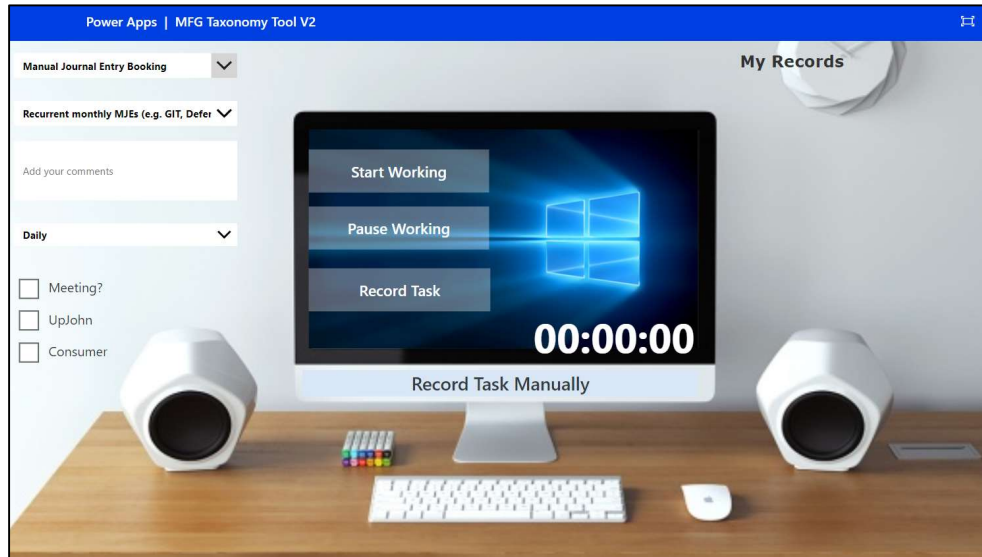 Power Apps | MFG Taxonomy Tool V2
My Records
Manual Journal Entry Booking
Recurrent monthly MJEs (e.g. GIT, Defer
Add your comments
Daily
Meeting?
UpJohn
Consumer
Start Working
Pause Working
Record Task
00:00:00
Record Task Manually